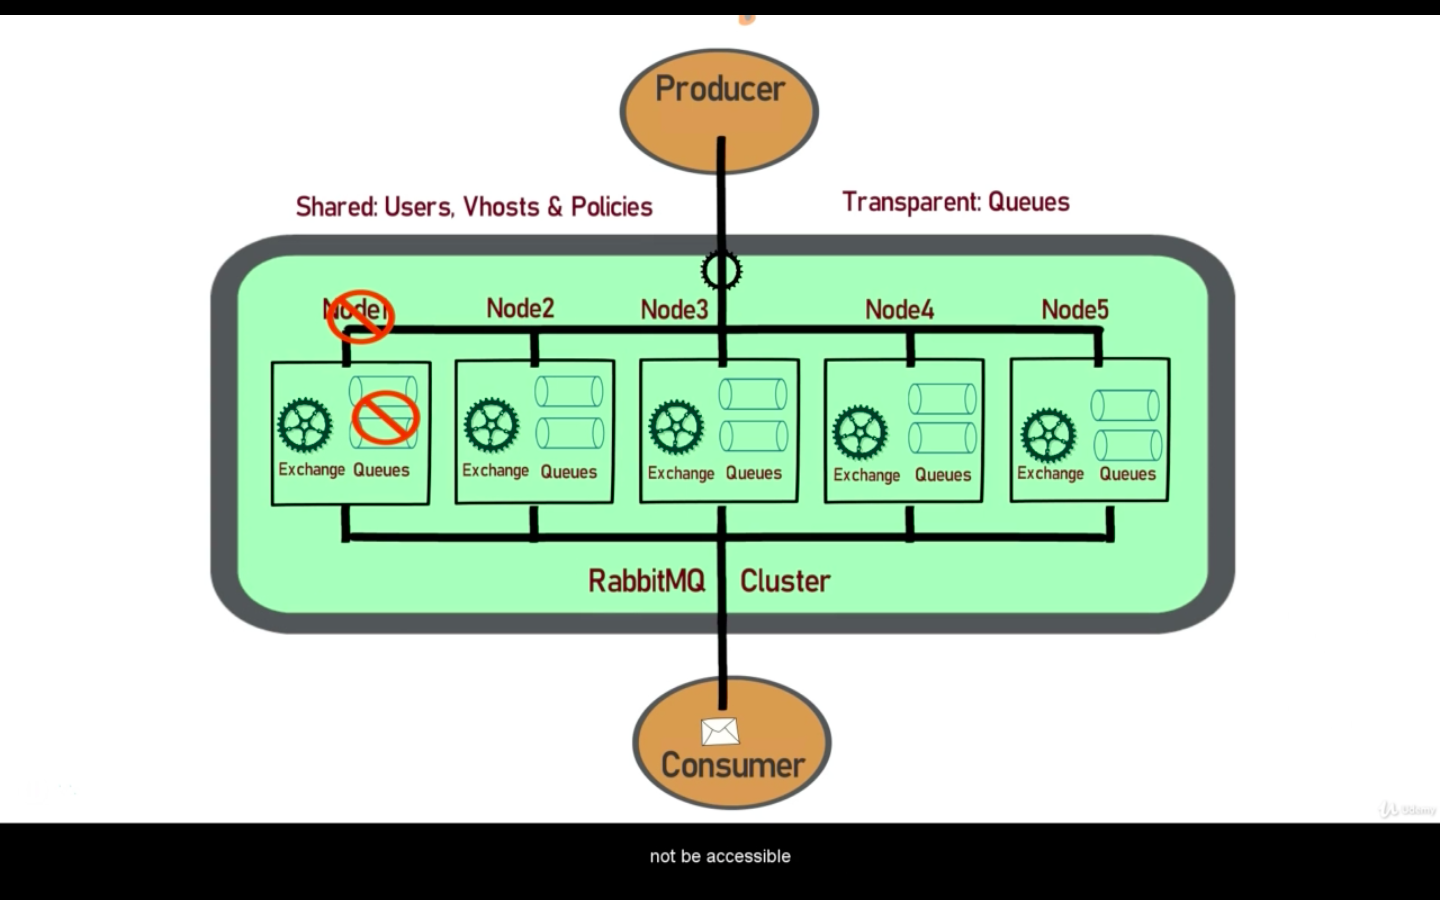 Producer
Shared: Users, Vhosts & Policies
Transparent: Queues
Node1
Node2
Node3
Node4
Node5
Exchange Queues
Exchange Queues
Exchange Queues
Exchange Queues
Exchange Queues
RabbitMQ Cluster
Consumer
Udemy
not be accessible